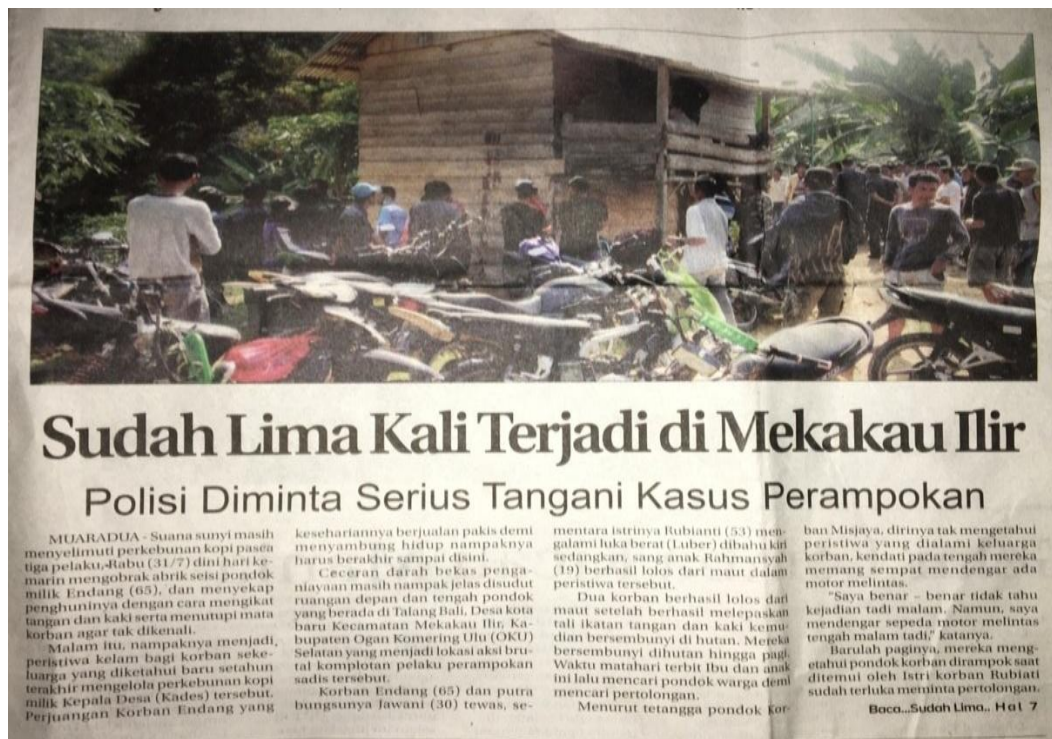 Sudah Lima Kali Terjadi di Mekakau Ilir
Polisi Diminta Serius Tangani Kasus Perampokan
MUARADUA - Suana sunyi masih
menyelimuti perkebunan kopi pasca
tiga pelaku, Rabu (31/7) dini hari ke-
marin mengobrak abrik seisi pondok
milik Endang (65), dan menyekap
penghuninya dengan cara mengikat
tangan dan kaki serta menutupi mata
korban agar tak dikenali.
Malam itu, nampaknya menjadi,
peristiwa kelam bagi korban seke-
luarga yang diketahui baru setahun
terakhir mengelola perkebunan kopi
milik Kepala Desa (Kades) tersebut.
Perjuangan Korban Endang yang
kesehariannya berjualan pakis demi
menyambung hidup nampaknya
harus berakhir sampai disini.
Ceceran darah bekas penga-
niayaan masih nampak jelas disudut
ruangan depan dan tengah pondok
yang berada di Talang Bali, Desa kota
baru Kecamatan Mekakau Ilir, Ka-
bupaten Ogan Komering Ulu (OKU)
Selatan yang menjadi lokasi aksi bru-
tal komplotan pelaku perampokan
sadis tersebut.
Korban Endang (65) dan putra
bungsunya Jawani (30) tewas, se-
mentara istrinya Rubianti (53) men-
galami luka berat (Luber) dibahu kiri
sedangkan, sang anak Rahmansyah
(19) berhasil lolos dari maut dalam
peristiwa tersebut.
Dua korban berhasil lolos dari
maut setelah berhasil melepaskan
tali ikatan tangan dan kaki kemu-
dian bersembunyi di hutan. Mereka
bersembunyi dihutan hingga pagi.
Waktu matahari terbit Ibu dan anak
ini lalu mencari pondok warga demi
mencari pertolongan.
Menurut tetangga pondok Kor-
ban Misjaya, dirinya tak mengetahui
peristiwa yang dialami keluarga
korban, kendati pada tengah mereka
memang sempat mendengar ada
motor melintas.
"Saya benar – benar tidak tahu
kejadian tadi malam. Namun, saya
mendengar sepeda motor melintas
tengah malam tadi," katanya.
Barulah paginya, mereka meng-
etahui pondok korban dirampok saat
ditemui oleh Istri korban Rubiati
sudah terluka meminta pertolongan.
Baca...Sudah Lima.. Hal 7